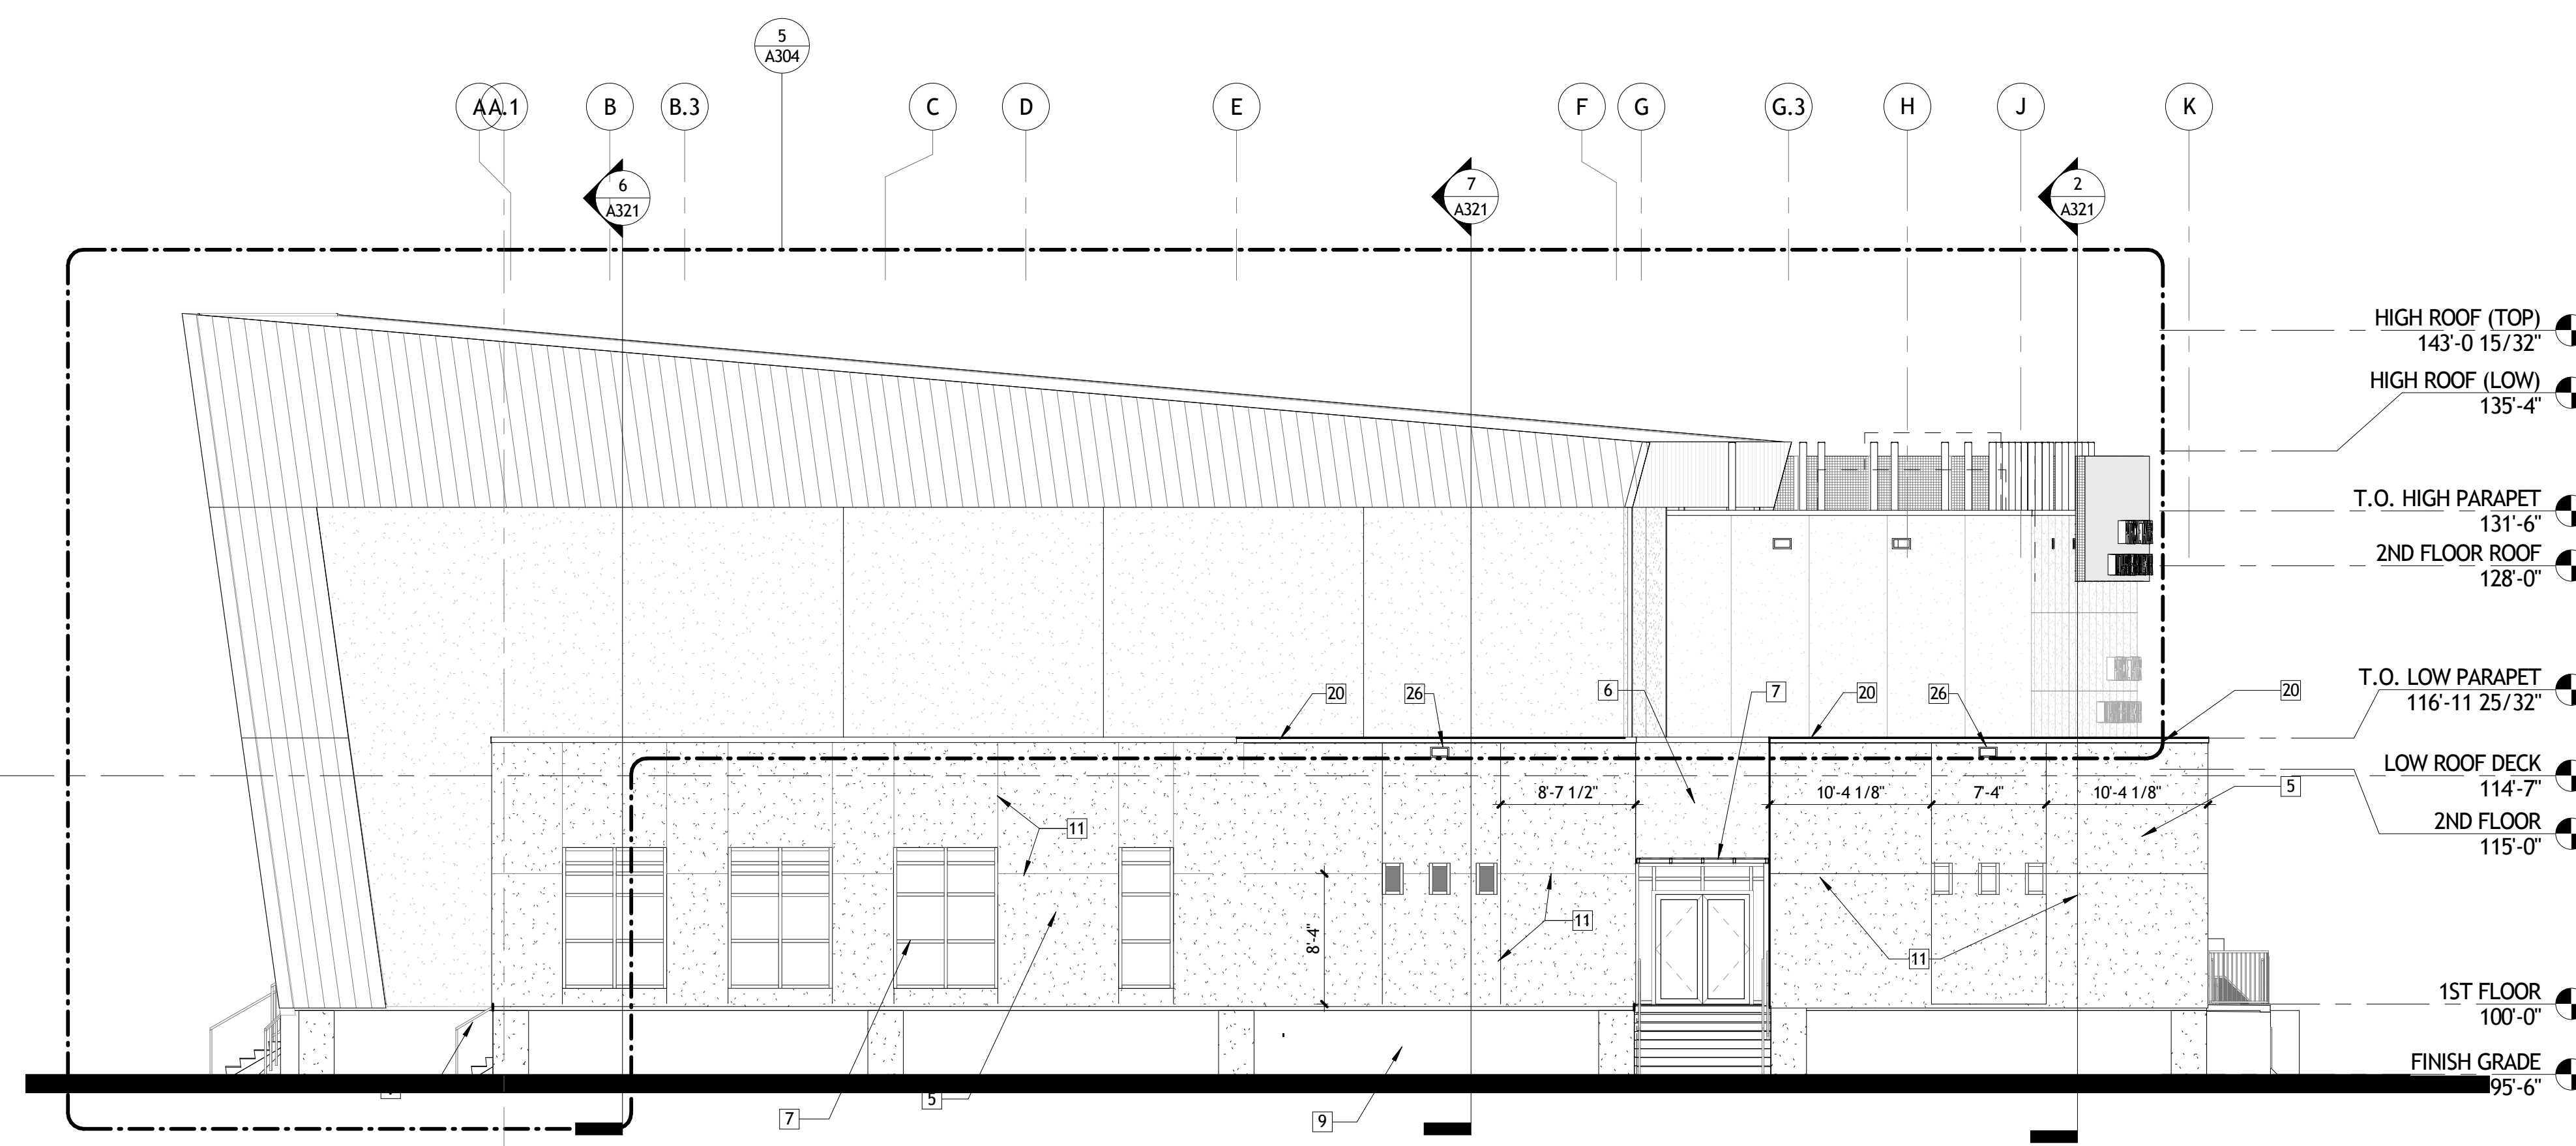 5
A304
A
A.1
B
B.3
C
D
E
F
G
G.3
H
J
K
6
A321
7
A321
2
A321
HIGH ROOF (TOP)
143'-0 15/32"
HIGH ROOF (LOW)
135'-4"
T.O. HIGH PARAPET
131'-6"
2ND FLOOR ROOF
128'-0"
20
26
6
7
20
26
20
T.O. LOW PARAPET
116'-11 25/32"
LOW ROOF DECK
114'-7"
8'-7 1/2"
10'-4 1/8"
7'-4"
10'-4 1/8"
5
11
2ND FLOOR
115'-0"
8'-4"
11
11
1ST FLOOR
100'-0"
FINISH GRADE
95'-6"
7
5
9